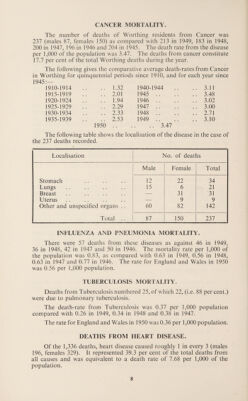 CANCER MORTALITY.
The number of deaths of Worthing residents from Cancer was
237 (males 87, females 150) as compared with 213 in 1949, 183 in 1948,
200 in 1947, 196 in 1946 and 204 in 1945. The death rate from the disease
per 1,000 of the population was 3.47. The deaths from cancer constitute
17.7 per cent of the total Worthing deaths during the year.
The following gives the comparative average death-rates from Cancer
in Worthing for quinquennial periods since 1910, and for each year since
1945:—
1910-1914 .. .. 1.32 1940-1944 .. .. 3.11
1915-1919 .. .. 2.01 1945 .. .. 3.48
1920-1924 .. .. 1.94 1946 .. .. 3.02
1925-1929 .. .. 2.29 1947 .. .. 3.00
1930-1934 .. .. 2.33 1948 .. .. 2.71
1935-1939 .. .. 2.53 1949 .. .. 3.10
1950 .. .. .. 3.47
The following table shows the localisation of the disease in the case of
the 237 deaths recorded.
Localisation No. of deaths
Male Female Total
Stomach .. .. .. .. 12 22 34
Lungs .. .. .. .. 15 6 21
Breast .. .. .. .. — 31 31
Uterus .. .. .. .. — 9 9
Other and unspecified organs .. 60 82 142
Total .. 87 150 237
INFLUENZA AND PNEUMONIA MORTALITY.
There were 57 deaths from these diseases as against 46 in 1949,
36 in 1948, 42 in 1947 and 50 in 1946. The mortality rate per 1,000 of
the population was 0.83, as compared with 0.63 in 1949, 0.56 in 1948,
0.63 in 1947 and 0.77 in 1946. The rate for England and Wales in 1950
was 0.56 per 1,000 population.
TUBERCULOSIS MORTALITY.
Deaths from Tuberculosis numbered 25, of which 22, (i.e. 88 per cent.)
were due to pulmonary tuberculosis.
The death-rate from Tuberculosis was 0.37 per 1,000 population
compared with 0.26 in 1949, 0.34 in 1948 and 0.38 in 1947.
The rate for England and Wales in 1950 was 0.36 per 1,000 population.
DEATHS FROM HEART DISEASE.
Of the 1,336 deaths, heart disease caused roughly 1 in every 3 (males
196, females 329). It represented 39.3 per cent of the total deaths from
all causes and was equivalent to a death rate of 7.68 per 1,000 of the
population.
8